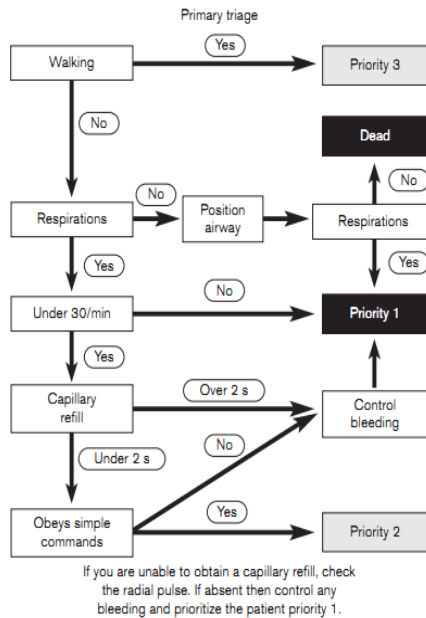 Primary triage
Yes
Walking
Priority 3
No
Dead
No
No
Respirations
Position
airway
Respirations
Yes
Yes
No
Under 30/min
Priority 1
Yes
Over 2 s
Capillary
refill
Control
bleeding
No
Under 2 s
Yes
Obeys simple
commands
Priority 2
If you are unable to obtain a capillary refill, check
the radial pulse. If absent then control any
bleeding and prioritize the patient priority 1.